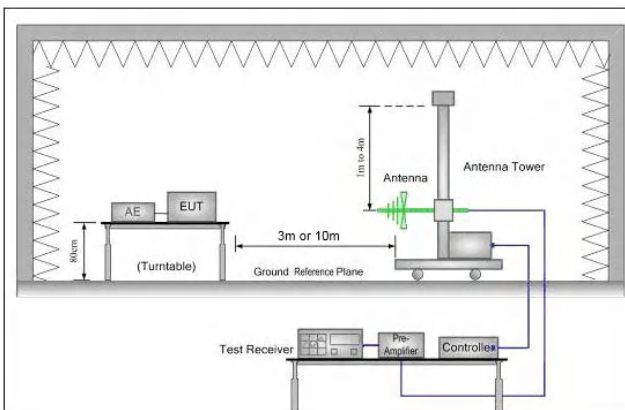 1m to 4m
Antenna
Antenna Tower
AE
EUT
3m or 10m
80cm
(Turntable)
Ground Reference Plane
Test Receiver
Pre-
Amplifier
Controller